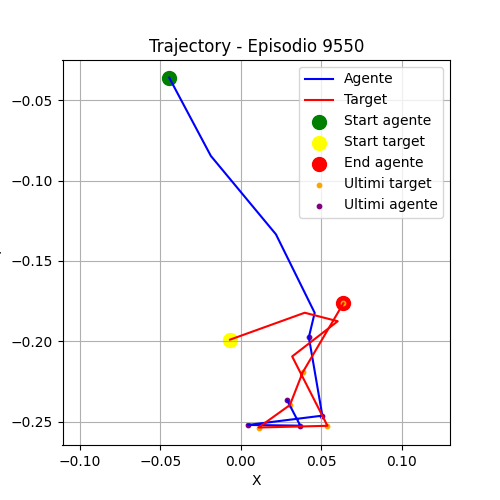 Trajectory - Episodio 9550
Agente
Target
Start agente
Start target
End agente
Ultimi target
Ultimi agente
−0.05
−0.10
−0.15
−0.20
−0.25
−0.10
−0.05
0.00
0.05
0.10
X